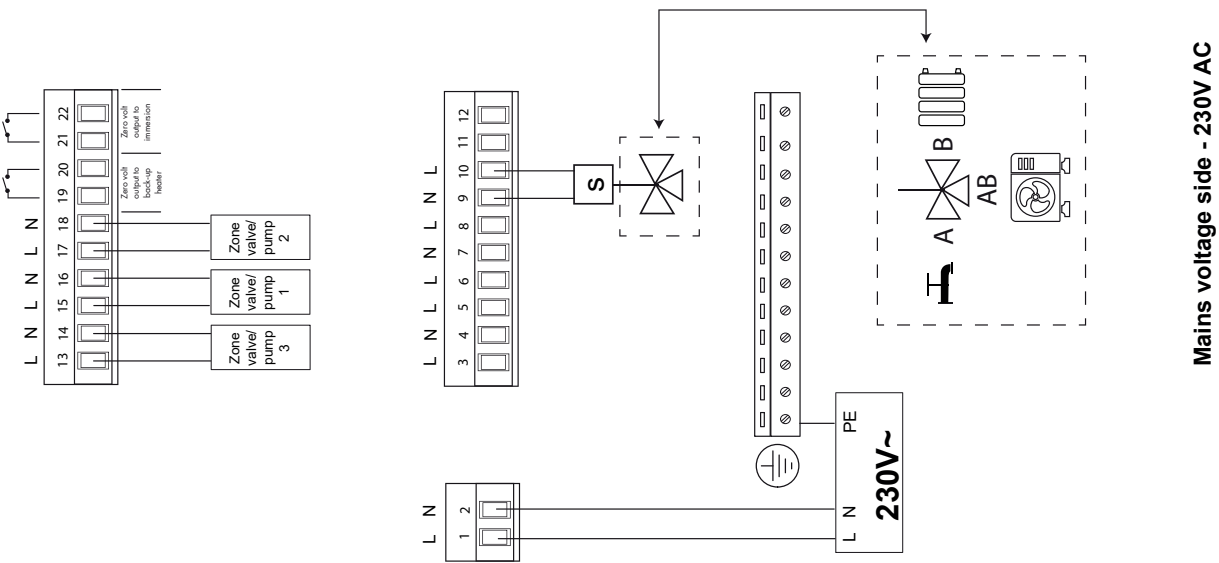 L N L N L N
13 14 15 16 17 18 19 20 21 22
Zero volt
output to
back-up
heater
Zero volt
output to
immersion
Zone
valve/
pump
3
Zone
valve/
pump
1
Zone
valve/
pump
2
L N
1 2
L N L L N L N L
3 4 5 6 7 8 9 10 11 12
S
L N PE
230V~
A B
AB
Mains voltage side - 230V AC